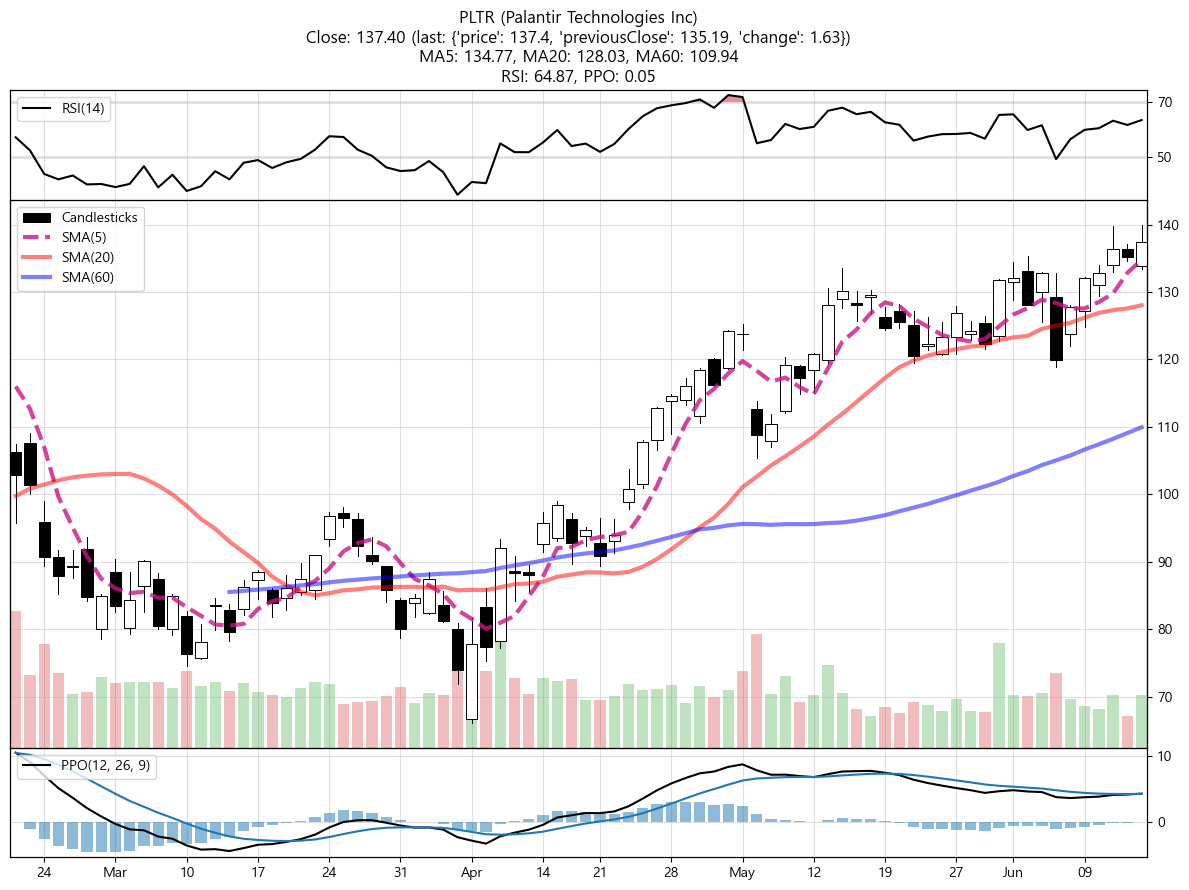 PLTR (Palantir Technologies Inc)
Close: 137.40 (last: {'price': 137.4, 'previousClose': 135.19, 'change': 1.63})
MA5: 134.77, MA20: 128.03, MA60: 109.94
RSI: 64.87, PPO: 0.05
RSI(14)
70
50
Candlesticks
SMA(5)
SMA(20)
SMA(60)
140
130
120
110
100
90
80
70
PPO(12, 26, 9)
10
0
24 Mar 10 17 24 31 Apr 14 21 28 May 12 19 27 Jun 09